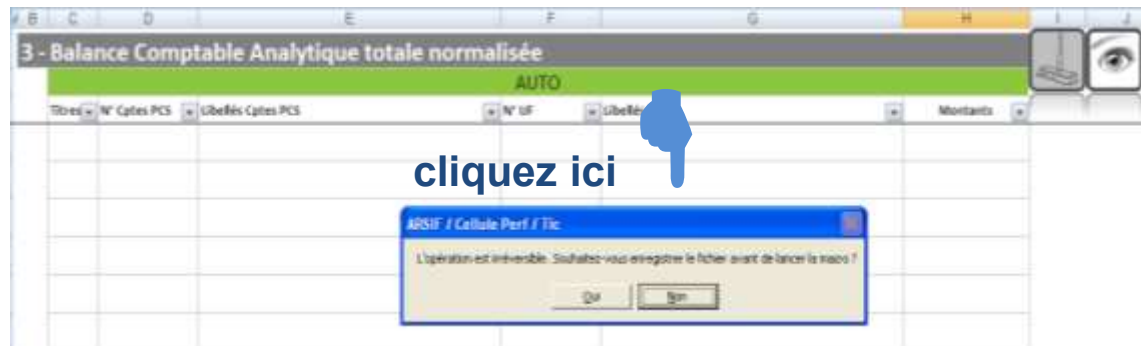 B C D E F G H I J
3 - Balance Comptable Analytique totale normalisée
AUTO
Titres N° Cptes PCS Libellés Cptes PCS N° UF Libellés Montants
cliquez ici
ARSIF / Cellule Perf / Tic
L'opération est irréversible. Souhaitez-vous enregistrer le fichier avant de lancer la macro ?
Oui Non